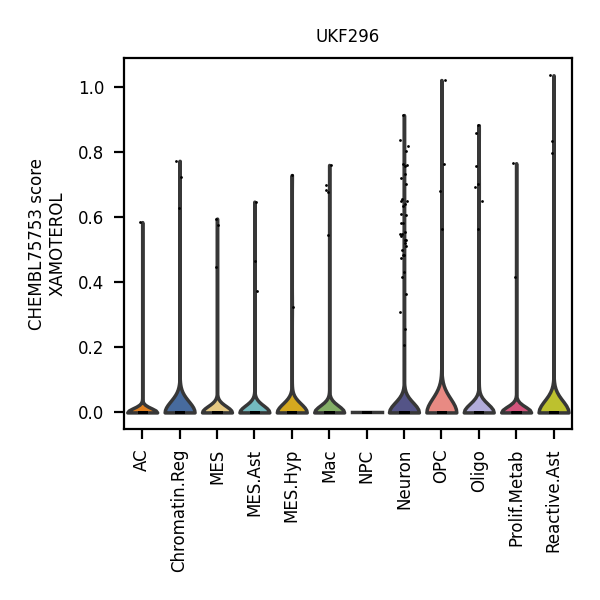 UKF296
CHEMBL75753 score
XAMOTEROL
1.0
0.8
0.6
0.4
0.2
0.0
AC
Chromatin.Reg
MES
MES.Ast
MES.Hyp
Mac
NPC
Neuron
OPC
Oligo
Prolif.Metab
Reactive.Ast